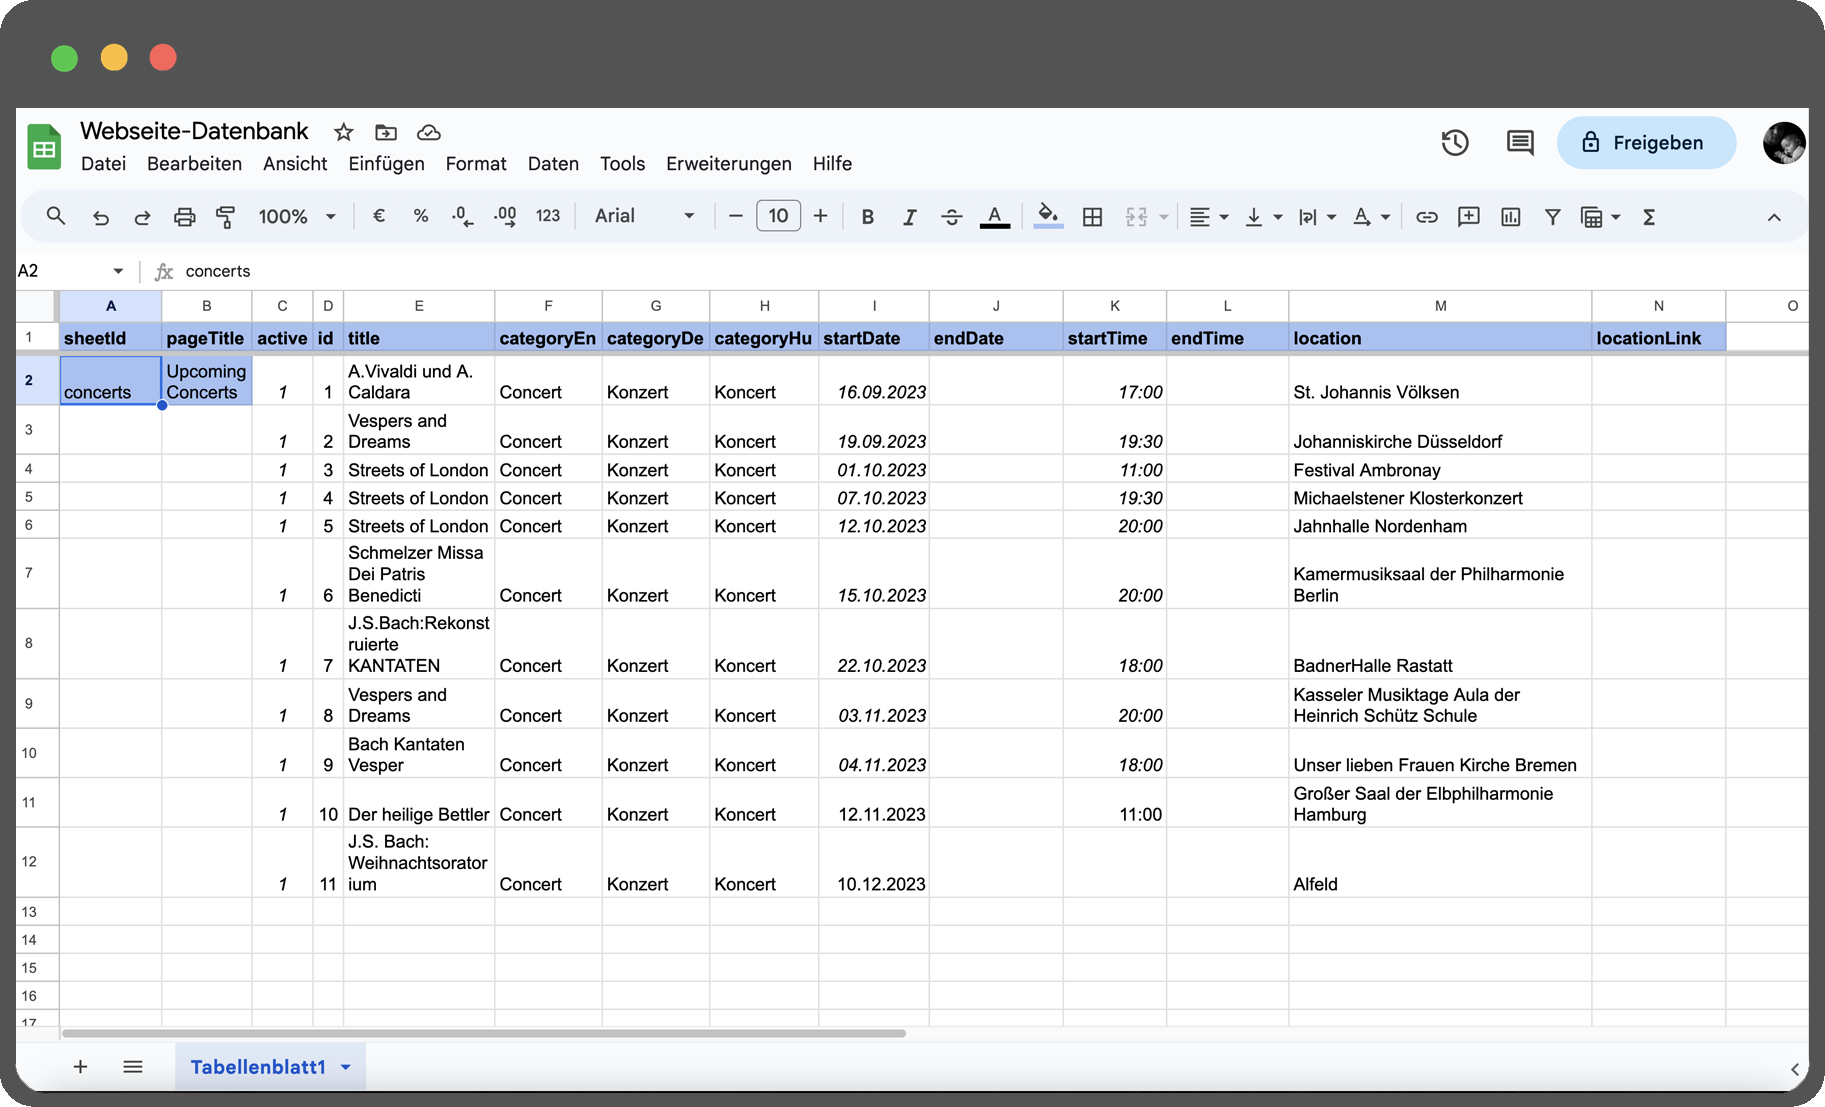 Webseite-Datenbank
Datei Bearbeiten Ansicht Einfügen Format Daten Tools Erweiterungen Hilfe
Freigeben
100% € % .0 .00 123 Arial 10 B I S A Σ
A2 fx concerts
A B C D E F G H I J K L M N O
1 sheetId pageTitle active id title categoryEn categoryDe categoryHu startDate endDate startTime endTime location locationLink
2 concerts Upcoming Concerts 1 1 A.Vivaldi und A. Caldara Concert Konzert Koncert 16.09.2023 17:00 St. Johannis Völksen
3 1 2 Vespers and Dreams Concert Konzert Koncert 19.09.2023 19:30 Johanniskirche Düsseldorf
4 1 3 Streets of London Concert Konzert Koncert 01.10.2023 11:00 Festival Ambronay
5 1 4 Streets of London Concert Konzert Koncert 07.10.2023 19:30 Michaelstener Klosterkonzert
6 1 5 Streets of London Concert Konzert Koncert 12.10.2023 20:00 Jahnhalle Nordenham
7 1 6 Schmelzer Missa Dei Patris Benedicti Concert Konzert Koncert 15.10.2023 20:00 Kamermusiksaal der Philharmonie Berlin
8 1 7 J.S.Bach:Rekonstruierte KANTATEN Concert Konzert Koncert 22.10.2023 18:00 BadnerHalle Rastatt
9 1 8 Vespers and Dreams Concert Konzert Koncert 03.11.2023 20:00 Kasseler Musiktage Aula der Heinrich Schütz Schule
10 1 9 Bach Kantaten Vesper Concert Konzert Koncert 04.11.2023 18:00 Unser lieben Frauen Kirche Bremen
11 1 10 Der heilige Bettler Concert Konzert Koncert 12.11.2023 11:00 Großer Saal der Elbphilharmonie Hamburg
12 1 11 J.S. Bach: Weihnachtsoratorium Concert Konzert Koncert 10.12.2023 Alfeld
13
14
15
16
17
Tabellenblatt1